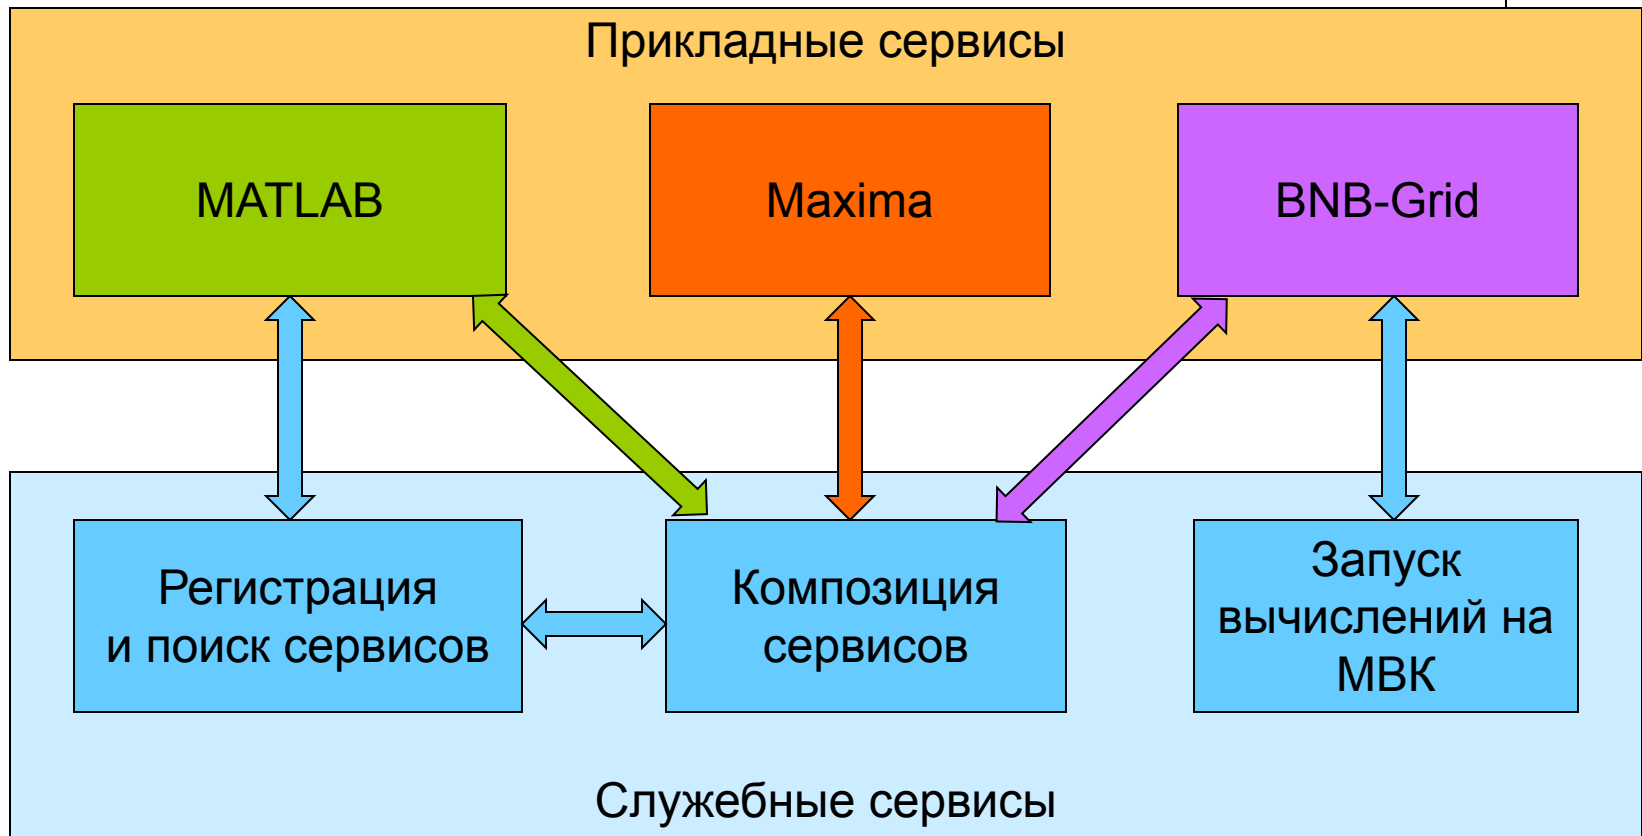 Прикладные сервисы
MATLAB
Maxima
BNB-Grid
Регистрация
и поиск сервисов
Композиция
сервисов
Запуск
вычислений на
МВК
Служебные сервисы